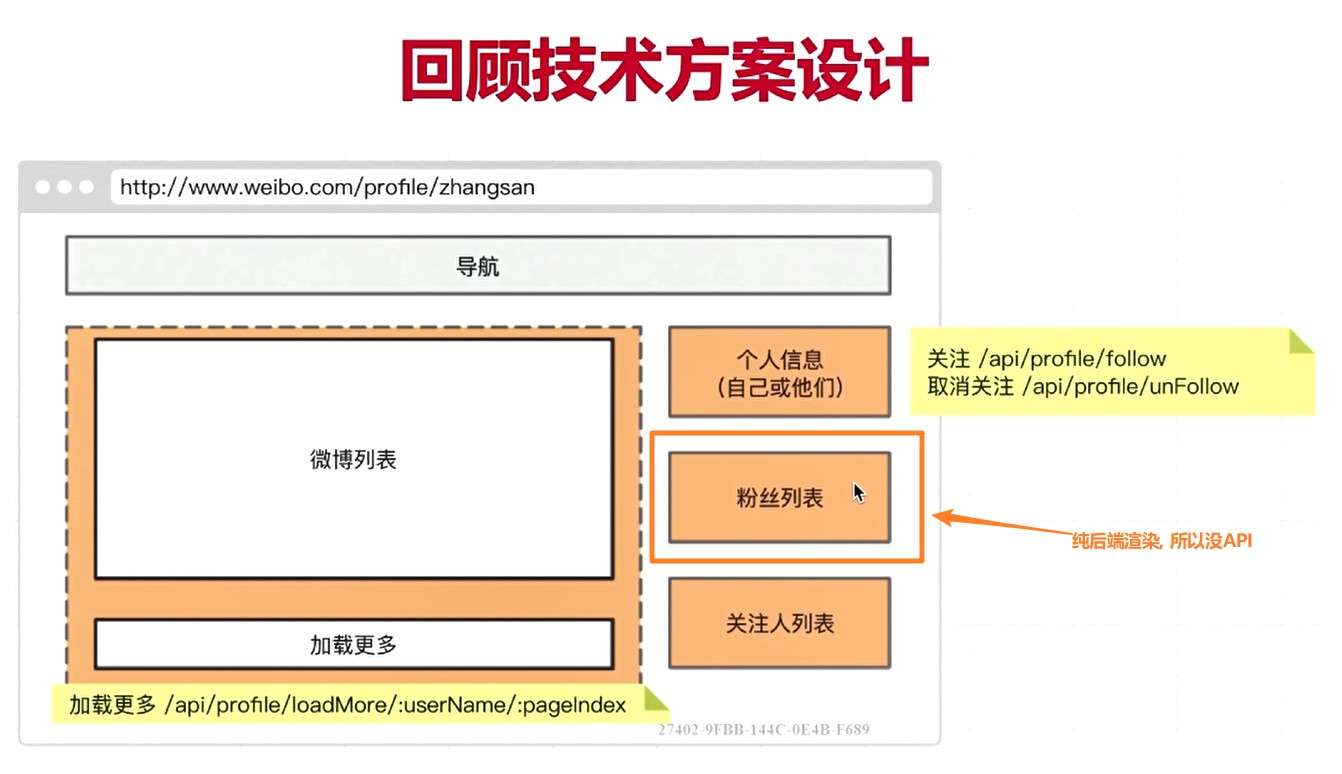 回顾技术方案设计
http://www.weibo.com/profile/zhangsan
导航
微博列表
加载更多
加载更多 /api/profile/loadMore/:userName/:pageIndex
个人信息
（自己或他们）
关注 /api/profile/follow
取消关注 /api/profile/unFollow
粉丝列表
纯后端渲染, 所以没API
关注人列表
27402-9FBB-144C-0E4B-F689